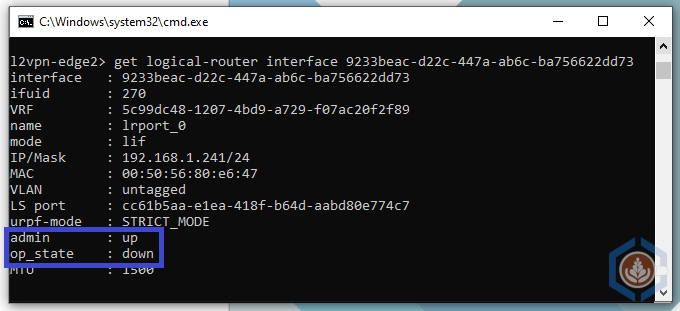 C:\Windows\system32\cmd.exe
l2vpn-edge2> get logical-router interface 9233beac-d22c-447a-ab6c-ba756622dd73
interface : 9233beac-d22c-447a-ab6c-ba756622dd73
ifuid : 270
VRF : 5c99dc48-1207-4bd9-a729-f07ac20f2f89
name : lrport_0
mode : lif
IP/Mask : 192.168.1.241/24
MAC : 00:50:56:80:e6:47
VLAN : untagged
LS port : cc61b5aa-e1ea-418f-b64d-aabd80e774c7
urpf-mode : STRICT_MODE
admin : up
op_state : down
MTU : 1500